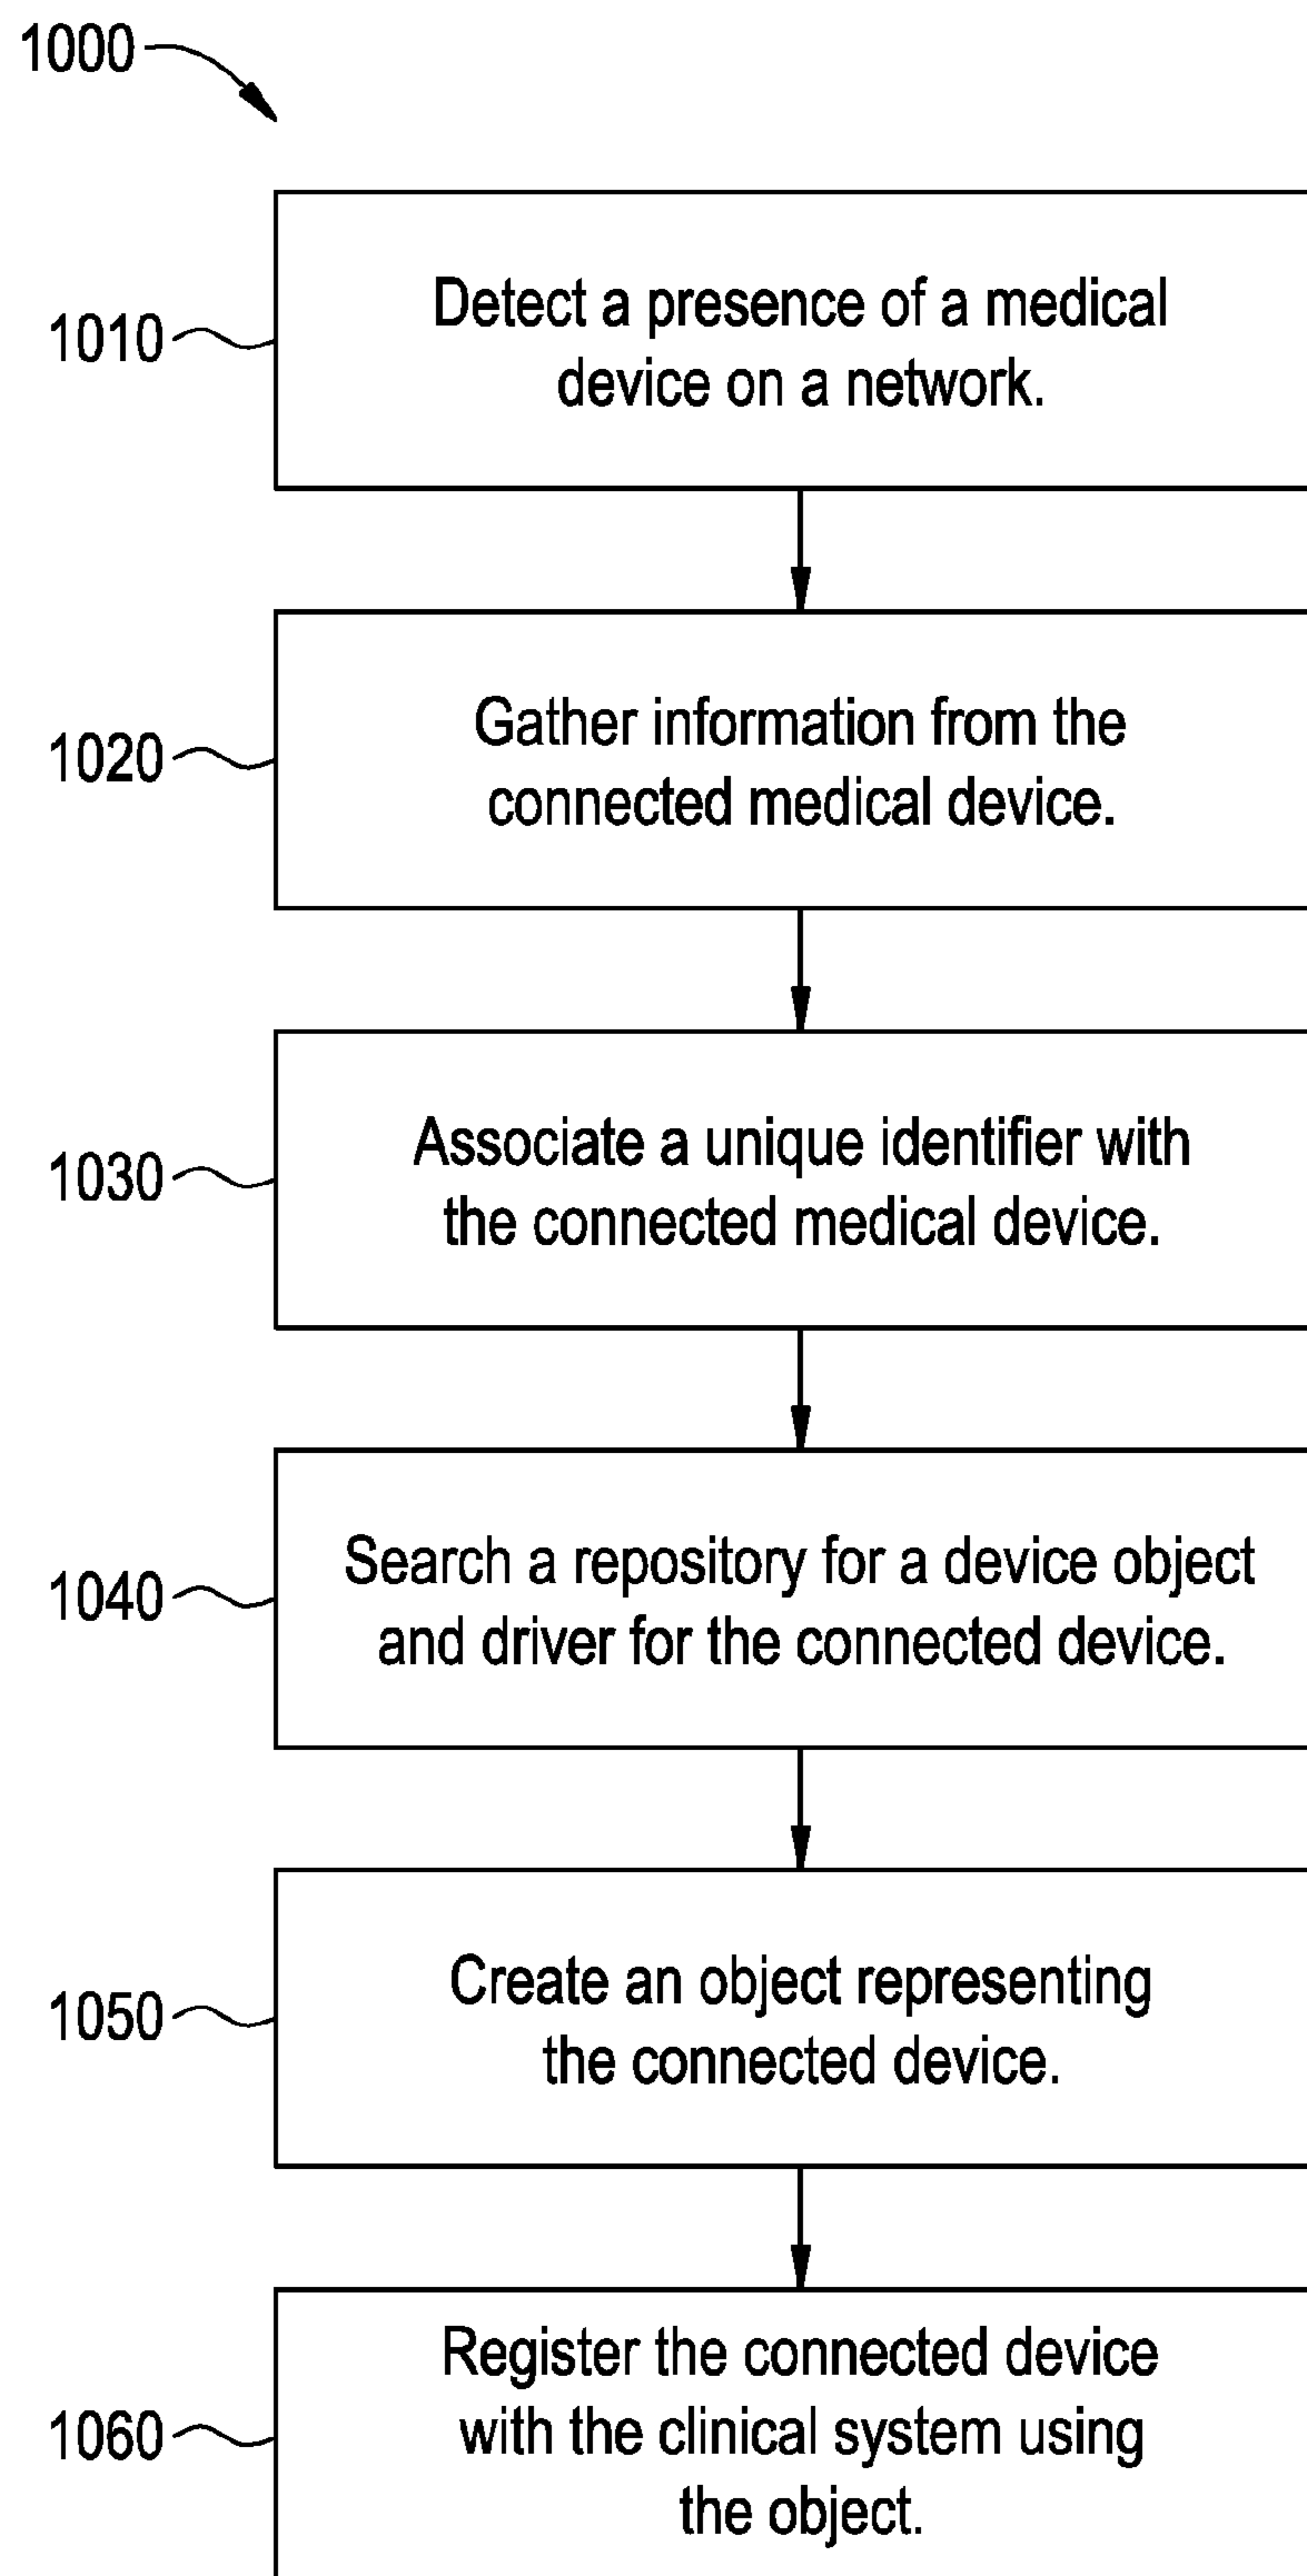 1000
1010
Detect a presence of a medical
device on a network.
1020
Gather information from the
connected medical device.
1030
Associate a unique identifier with
the connected medical device.
1040
Search a repository for a device object
and driver for the connected device.
1050
Create an object representing
the connected device.
1060
Register the connected device
with the clinical system using
the object.